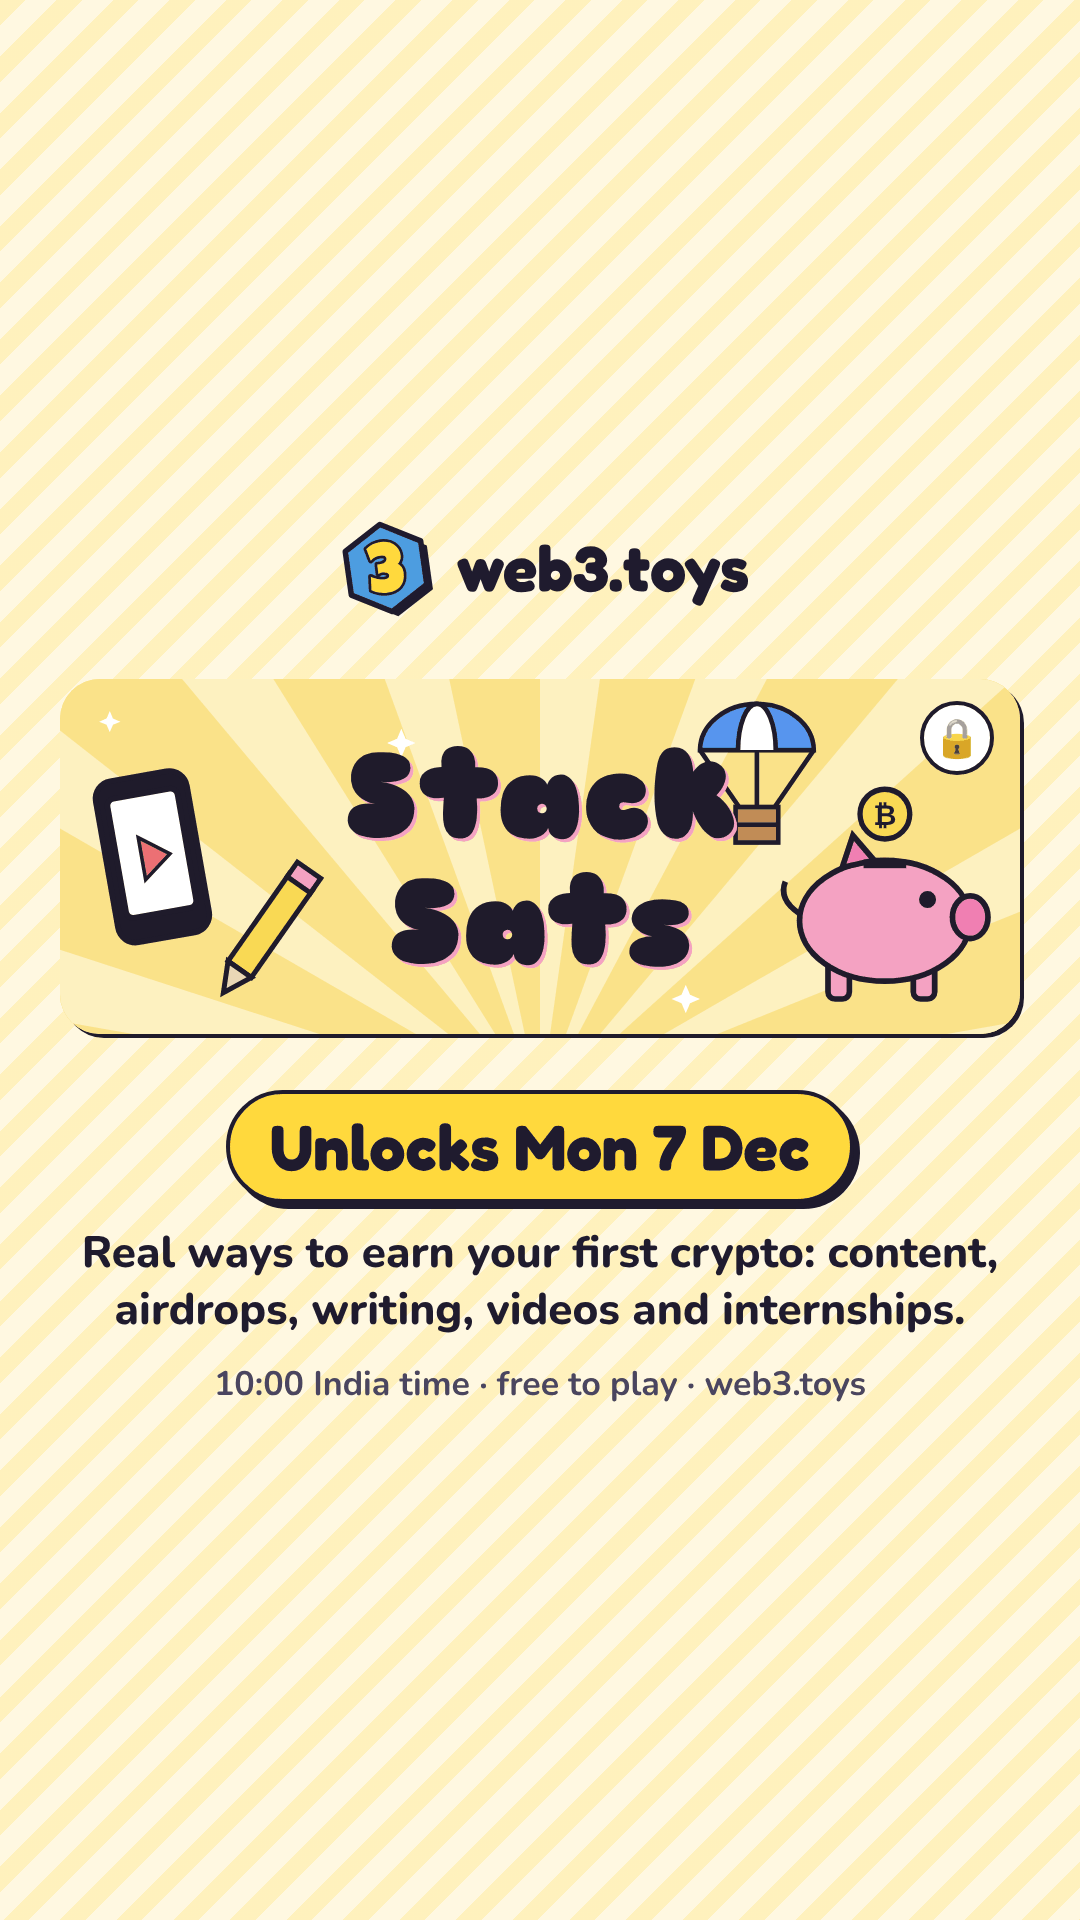 3 web3.toys
Stack
₿
Sats
Unlocks Mon 7 Dec
Real ways to earn your first crypto: content,
airdrops, writing, videos and internships.
10:00 India time · free to play · web3.toys